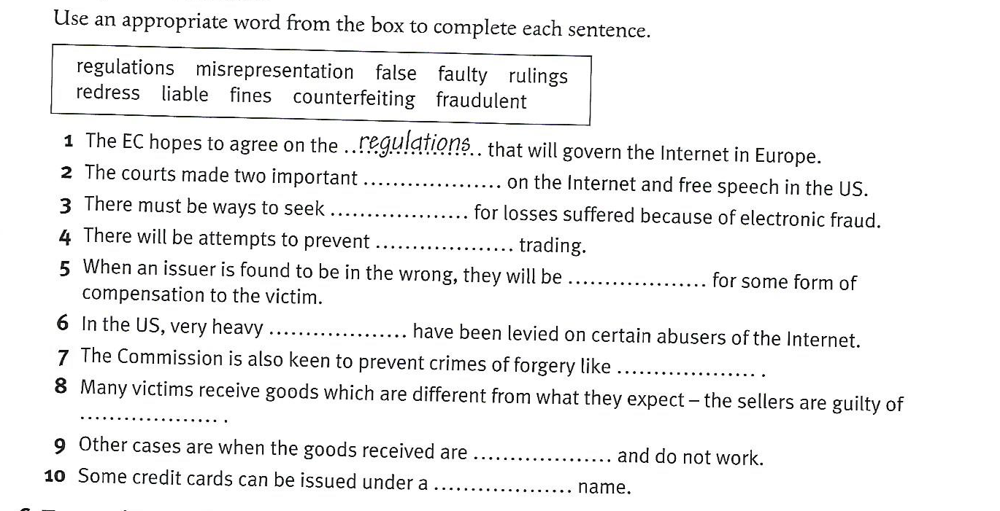 Use an appropriate word from the box to complete each sentence.
regulations misrepresentation false faulty rulings
redress liable fines counterfeiting fraudulent
1 The EC hopes to agree on the ..regulations.. that will govern the Internet in Europe.
2 The courts made two important ................... on the Internet and free speech in the US.
3 There must be ways to seek ................... for losses suffered because of electronic fraud.
4 There will be attempts to prevent ................... trading.
5 When an issuer is found to be in the wrong, they will be ................... for some form of
compensation to the victim.
6 In the US, very heavy ................... have been levied on certain abusers of the Internet.
7 The Commission is also keen to prevent crimes of forgery like ................... .
8 Many victims receive goods which are different from what they expect – the sellers are guilty of
................... .
9 Other cases are when the goods received are ................... and do not work.
10 Some credit cards can be issued under a ................... name.